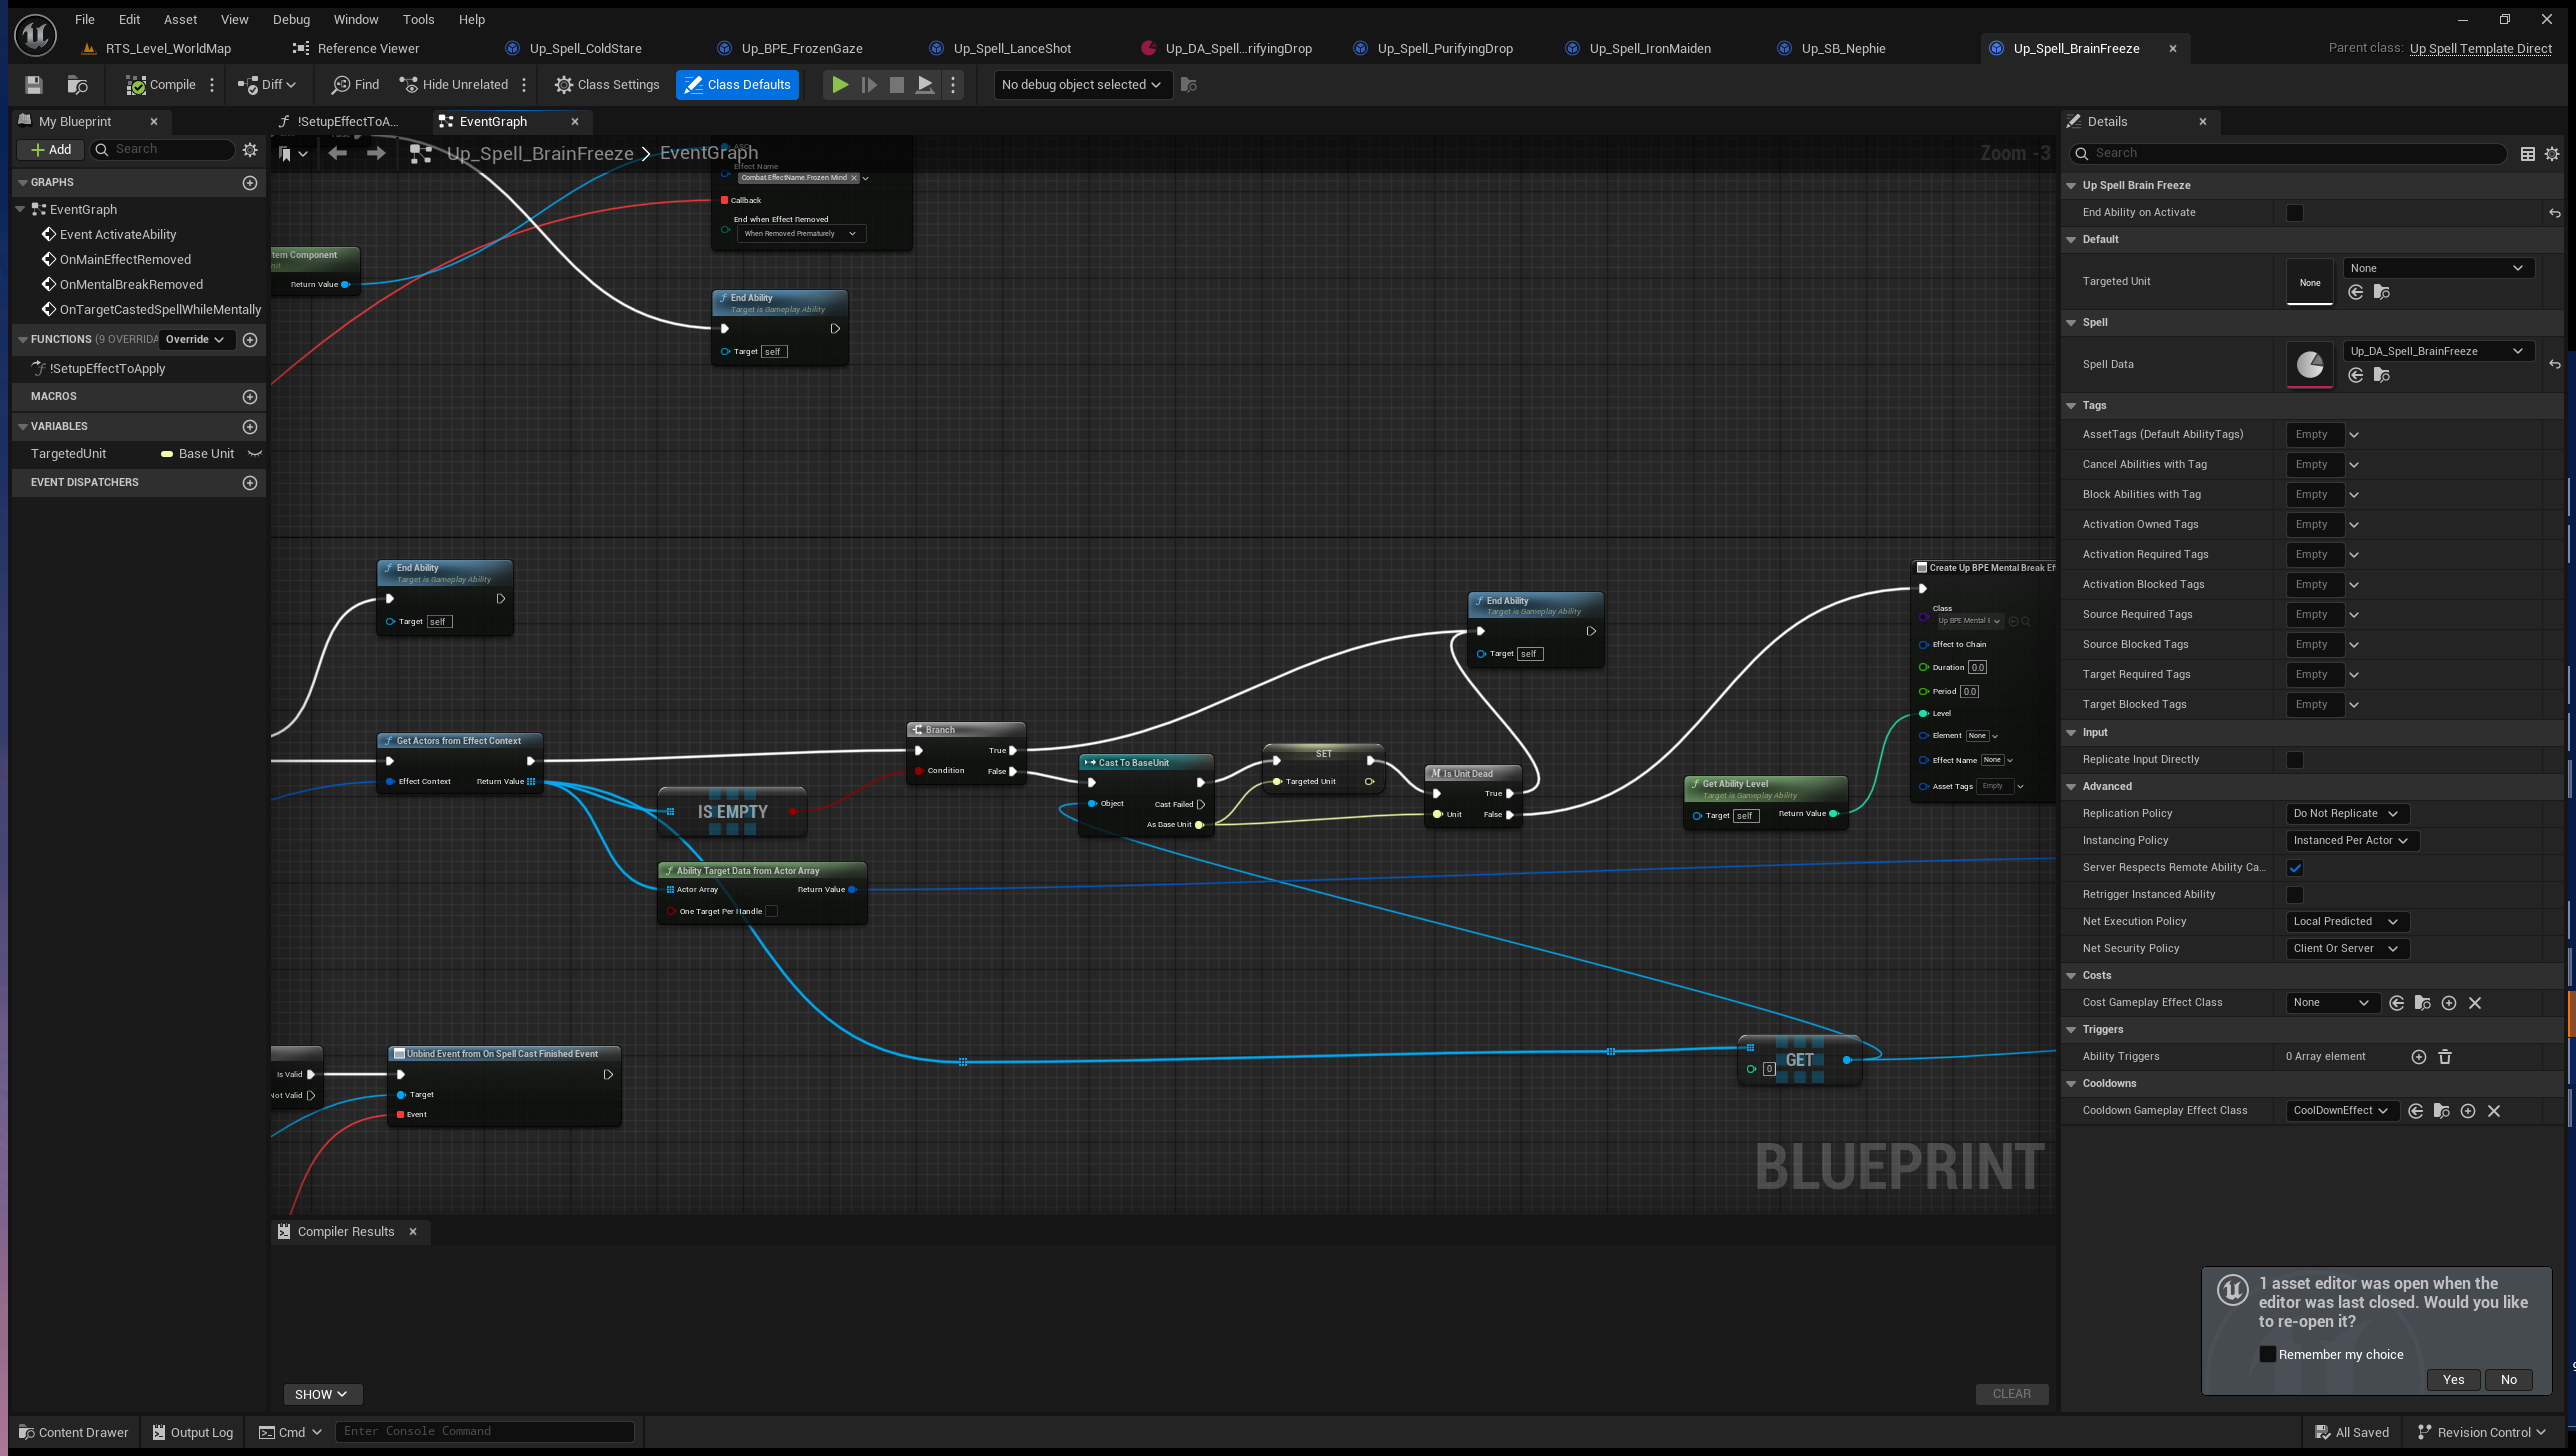 File Edit Asset View Debug Window Tools Help
RTS_Level_WorldMap Reference Viewer Up_Spell_ColdStare Up_BPE_FrozenGaze Up_Spell_LanceShot Up_DA_Spell...rifyingDrop Up_Spell_PurifyingDrop Up_Spell_IronMaiden Up_SB_Nephie Up_Spell_BrainFreeze Parent class: Up Spell Template Direct
Compile Diff Find Hide Unrelated Class Settings Class Defaults No debug object selected
My Blueprint
Add Search
GRAPHS
EventGraph
Event ActivateAbility
OnMainEffectRemoved
OnMentalBreakRemoved
OnTargetCastedSpellWhileMentally
FUNCTIONS (9 OVERRIDA Override
!SetupEffectToApply
MACROS
VARIABLES
TargetedUnit Base Unit
EVENT DISPATCHERS
!SetupEffectToA... EventGraph
Up_Spell_BrainFreeze > EventGraph
Zoom -3
ASC
Effect Name
Combat.EffectName.Frozen Mind
Callback
End when Effect Removed
When Removed Prematurely
tem Component
Return Value
End Ability
Target is Gameplay Ability
Target self
End Ability
Target is Gameplay Ability
Target self
Get Actors from Effect Context
Effect Context Return Value
IS EMPTY
Ability Target Data from Actor Array
Actor Array Return Value
One Target Per Handle
Branch
True
Condition False
Cast To BaseUnit
Object Cast Failed
As Base Unit
SET
Targeted Unit
Is Unit Dead
True
Unit False
End Ability
Target is Gameplay Ability
Target self
Get Ability Level
Target is Gameplay Ability
Target self Return Value
Create Up BPE Mental Break Eff
Class
Up BPE Mental E
Effect to Chain
Duration 0.0
Period 0.0
Level
Element None
Effect Name None
Asset Tags Empty
Is Valid
Not Valid
Unbind Event from On Spell Cast Finished Event
Target
Event
GET
0
BLUEPRINT
Compiler Results
SHOW
CLEAR
Details
Search
Up Spell Brain Freeze
End Ability on Activate
Default
Targeted Unit None None
Spell
Spell Data Up_DA_Spell_BrainFreeze
Tags
AssetTags (Default AbilityTags) Empty
Cancel Abilities with Tag Empty
Block Abilities with Tag Empty
Activation Owned Tags Empty
Activation Required Tags Empty
Activation Blocked Tags Empty
Source Required Tags Empty
Source Blocked Tags Empty
Target Required Tags Empty
Target Blocked Tags Empty
Input
Replicate Input Directly
Advanced
Replication Policy Do Not Replicate
Instancing Policy Instanced Per Actor
Server Respects Remote Ability Ca...
Retrigger Instanced Ability
Net Execution Policy Local Predicted
Net Security Policy Client Or Server
Costs
Cost Gameplay Effect Class None
Triggers
Ability Triggers 0 Array element
Cooldowns
Cooldown Gameplay Effect Class CoolDownEffect
1 asset editor was open when the
editor was last closed. Would you like
to re-open it?
Remember my choice
Yes No
Content Drawer Output Log Cmd Enter Console Command All Saved Revision Control